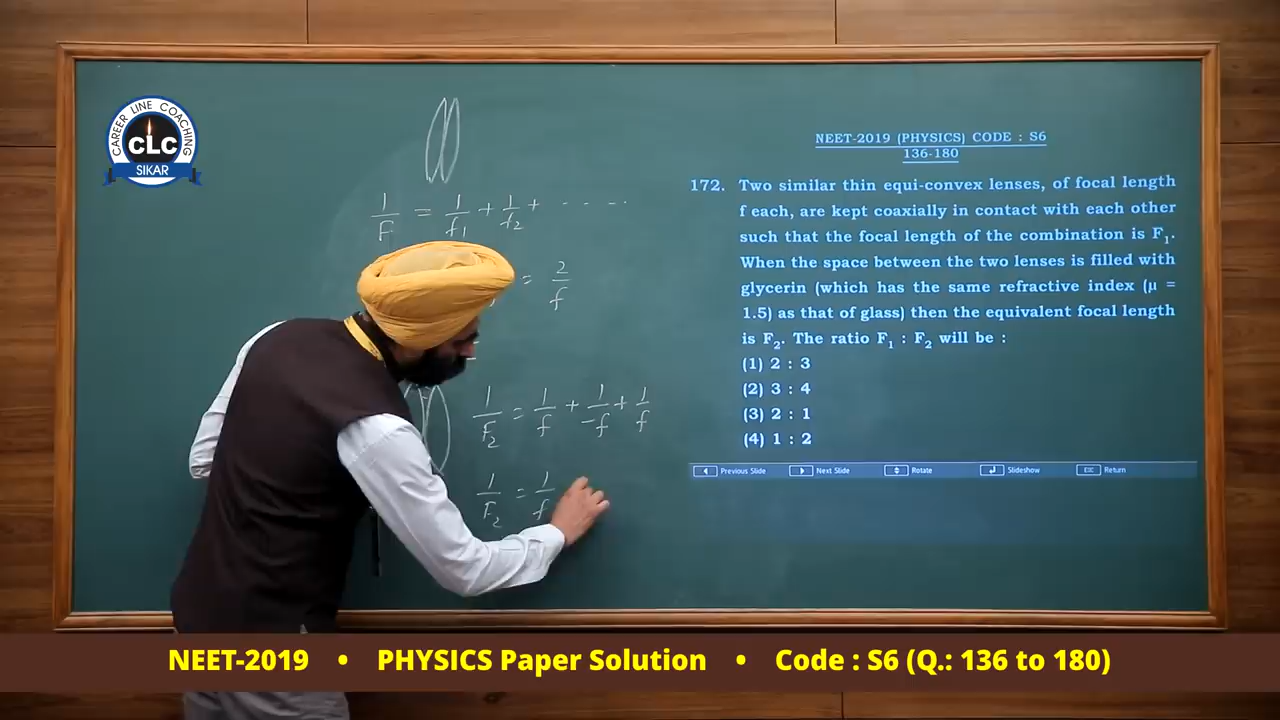 CAREER LINE COACHING
CLC
SIKAR
1/F = 1/f₁ + 1/f₂ + - - - -
= 2/f
1/F₂ = 1/f + 1/-f + 1/f
1/F₂ = 1/f
NEET-2019 (PHYSICS) CODE : S6
136-180
172. Two similar thin equi-convex lenses, of focal length
f each, are kept coaxially in contact with each other
such that the focal length of the combination is F₁.
When the space between the two lenses is filled with
glycerin (which has the same refractive index (μ =
1.5) as that of glass) then the equivalent focal length
is F₂. The ratio F₁ : F₂ will be :
(1) 2 : 3
(2) 3 : 4
(3) 2 : 1
(4) 1 : 2
Previous Slide Next Slide Rotate Slideshow ESC Return
NEET-2019 • PHYSICS Paper Solution • Code : S6 (Q.: 136 to 180)